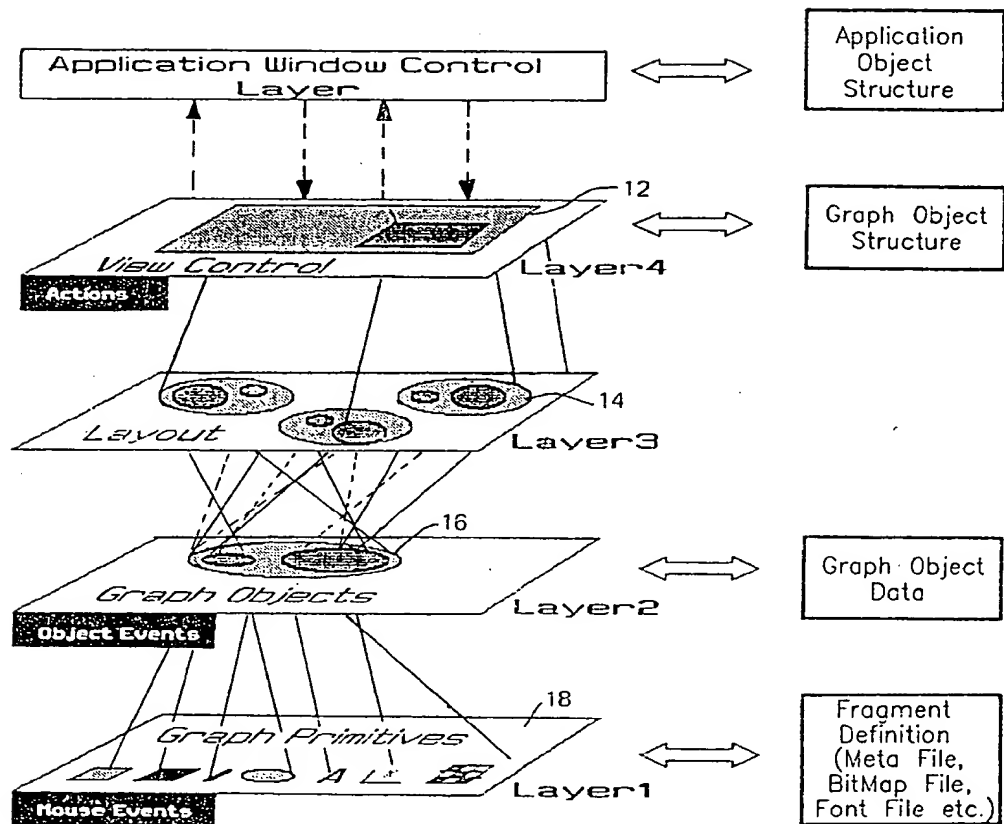 Application Window Control
Layer
Application
Object
Structure
12
View Control
Layer4
Actions
Graph Object
Structure
14
Layout
Layer3
16
Graph Objects
Layer2
Object Events
Graph Object
Data
18
Graph Primitives
A L
Layer1
Mouse Events
Fragment
Definition
(Meta File,
BitMap File,
Font File etc.)